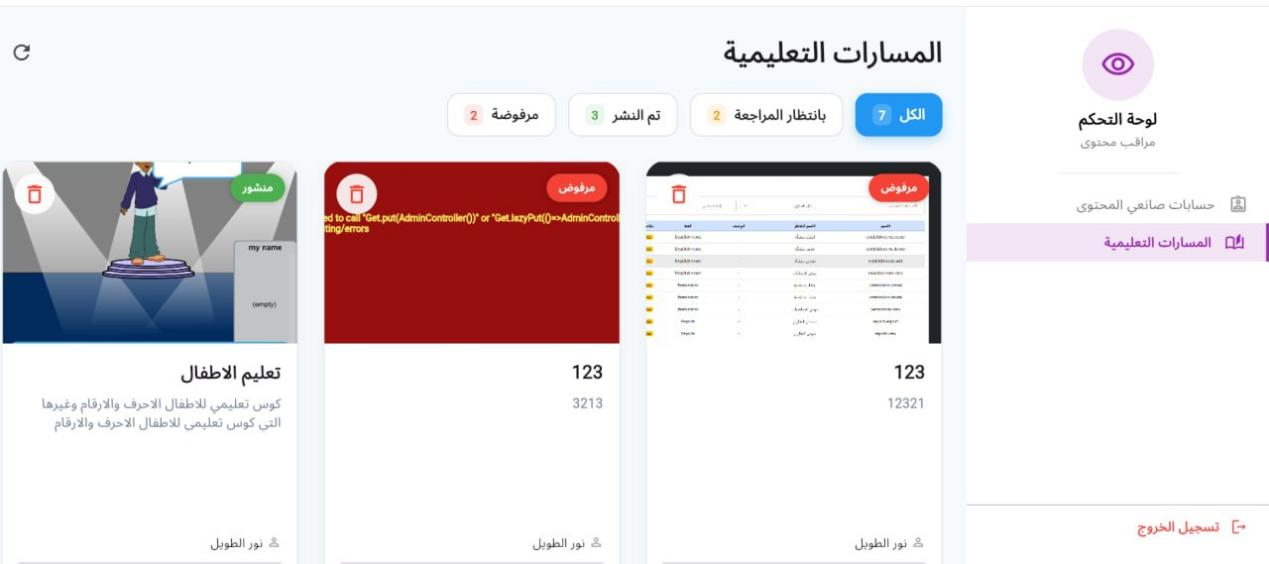 لوحة التحكم
مراقب محتوى
حسابات صانعي المحتوى
المسارات التعليمية
تسجيل الخروج
المسارات التعليمية
الكل 7
بانتظار المراجعة 2
تم النشر 3
مرفوضة 2
مرفوض
123
12321
نور الطويل
مرفوض
ed to call "Get.put(AdminController())" or "Get.lazyPut(()=>AdminControll
ting/errors
123
3213
نور الطويل
منشور
my name
(empty)
تعليم الاطفال
كوس تعليمي للاطفال الاحرف والارقام وغيرها
التي كوس تعليمي للاطفال الاحرف والارقام
نور الطويل